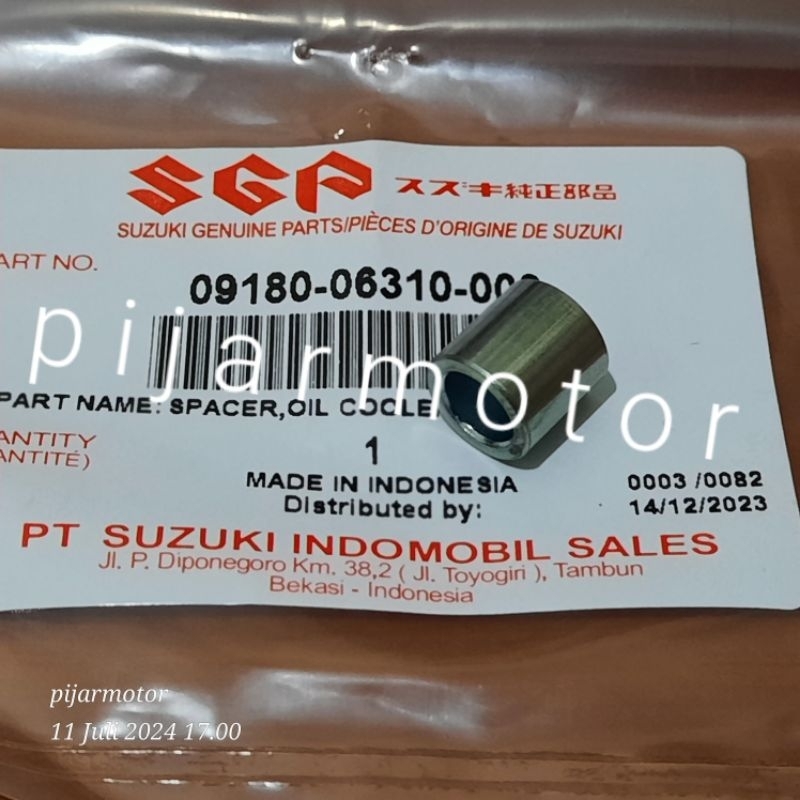 SGP スズキ純正部品
SUZUKI GENUINE PARTS/PIÈCES D'ORIGINE DE SUZUKI
ART NO.
09180-06310-00
pijarmotor
PART NAME: SPACER,OIL COOLE
ANTITY
ANTITÉ)
1
MADE IN INDONESIA
0003 /0082
Distributed by:
14/12/2023
PT SUZUKI INDOMOBIL SALES
Jl. P. Diponegoro Km. 38,2 ( Jl. Toyogiri ), Tambun
Bekasi - Indonesia
pijarmotor
11 Juli 2024 17.00